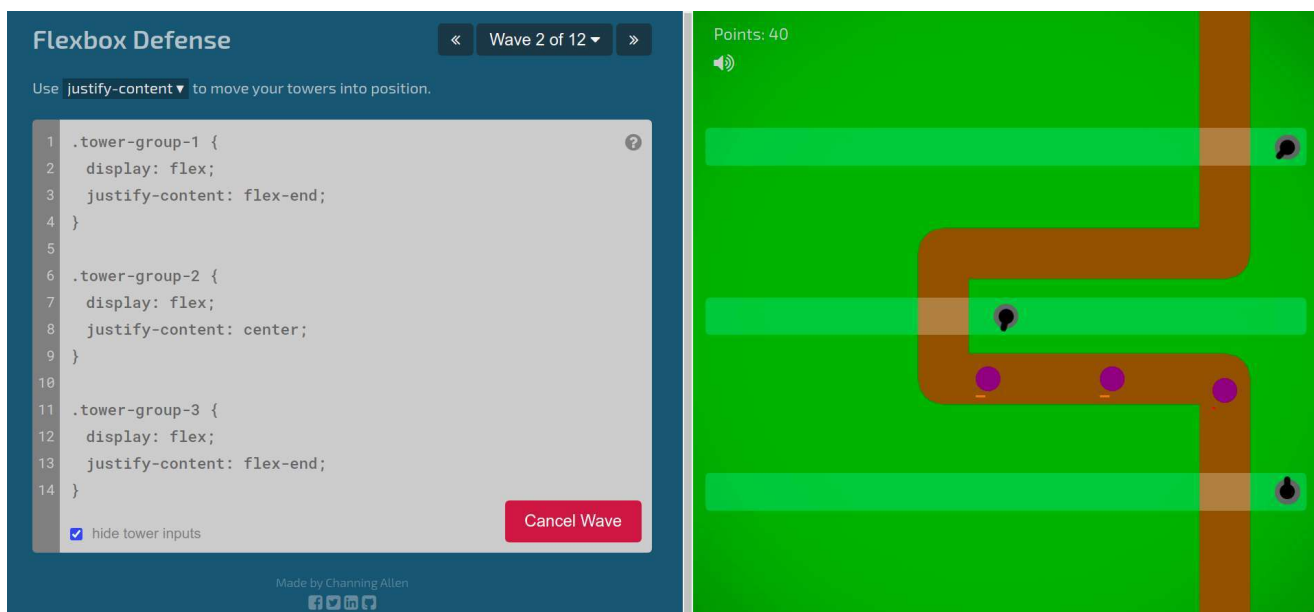 Flexbox Defense
«
Wave 2 of 12
»
Use justify-content ▾ to move your towers into position.
1 .tower-group-1 {
2 display: flex;
3 justify-content: flex-end;
4 }
5
6 .tower-group-2 {
7 display: flex;
8 justify-content: center;
9 }
10
11 .tower-group-3 {
12 display: flex;
13 justify-content: flex-end;
14 }
hide tower inputs
Cancel Wave
Made by Channing Allen
Points: 40